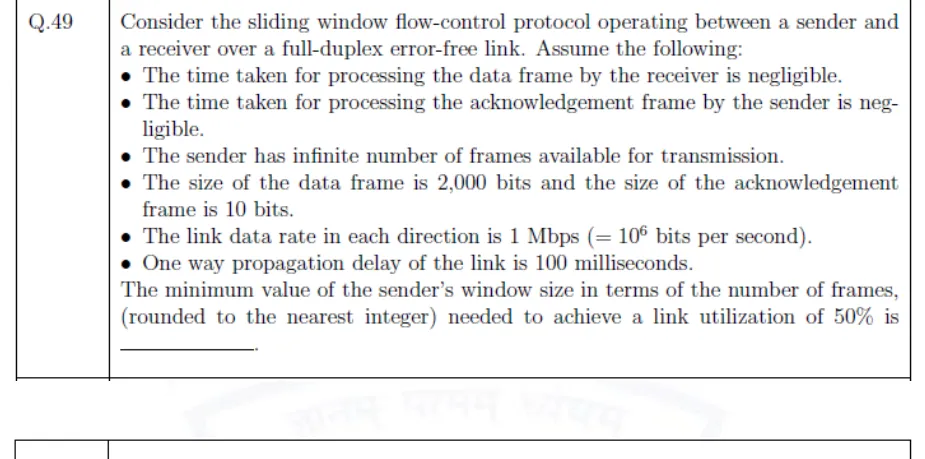 Q.49 Consider the sliding window flow-control protocol operating between a sender and
a receiver over a full-duplex error-free link. Assume the following:
• The time taken for processing the data frame by the receiver is negligible.
• The time taken for processing the acknowledgement frame by the sender is neg-
ligible.
• The sender has infinite number of frames available for transmission.
• The size of the data frame is 2,000 bits and the size of the acknowledgement
frame is 10 bits.
• The link data rate in each direction is 1 Mbps (= 10⁶ bits per second).
• One way propagation delay of the link is 100 milliseconds.
The minimum value of the sender's window size in terms of the number of frames,
(rounded to the nearest integer) needed to achieve a link utilization of 50% is
____________.